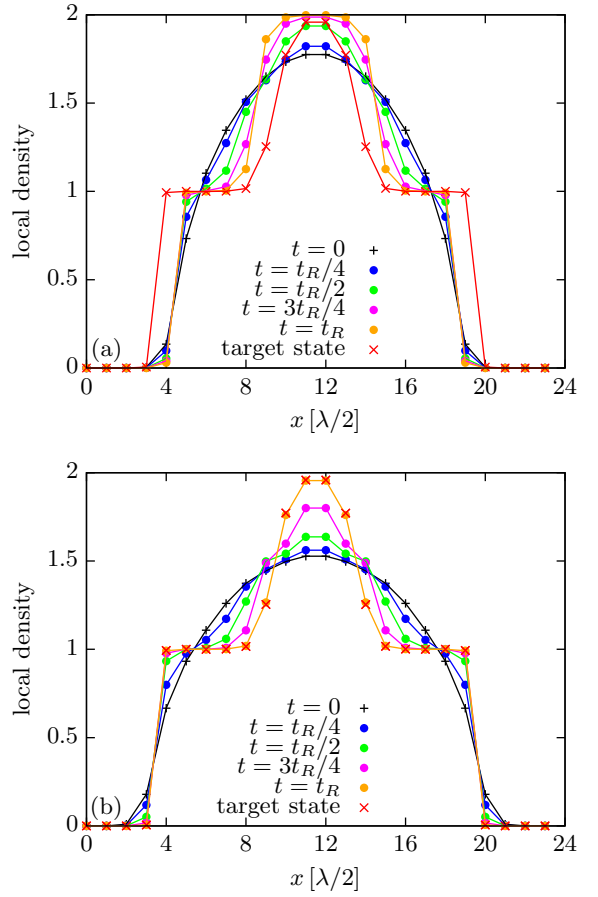 2
1.5
1
0.5
0
local density
t = 0
t = t_R/4
t = t_R/2
t = 3t_R/4
t = t_R
target state
(a)
0 4 8 12 16 20 24
x [λ/2]
2
1.5
1
0.5
0
local density
t = 0
t = t_R/4
t = t_R/2
t = 3t_R/4
t = t_R
target state
(b)
0 4 8 12 16 20 24
x [λ/2]